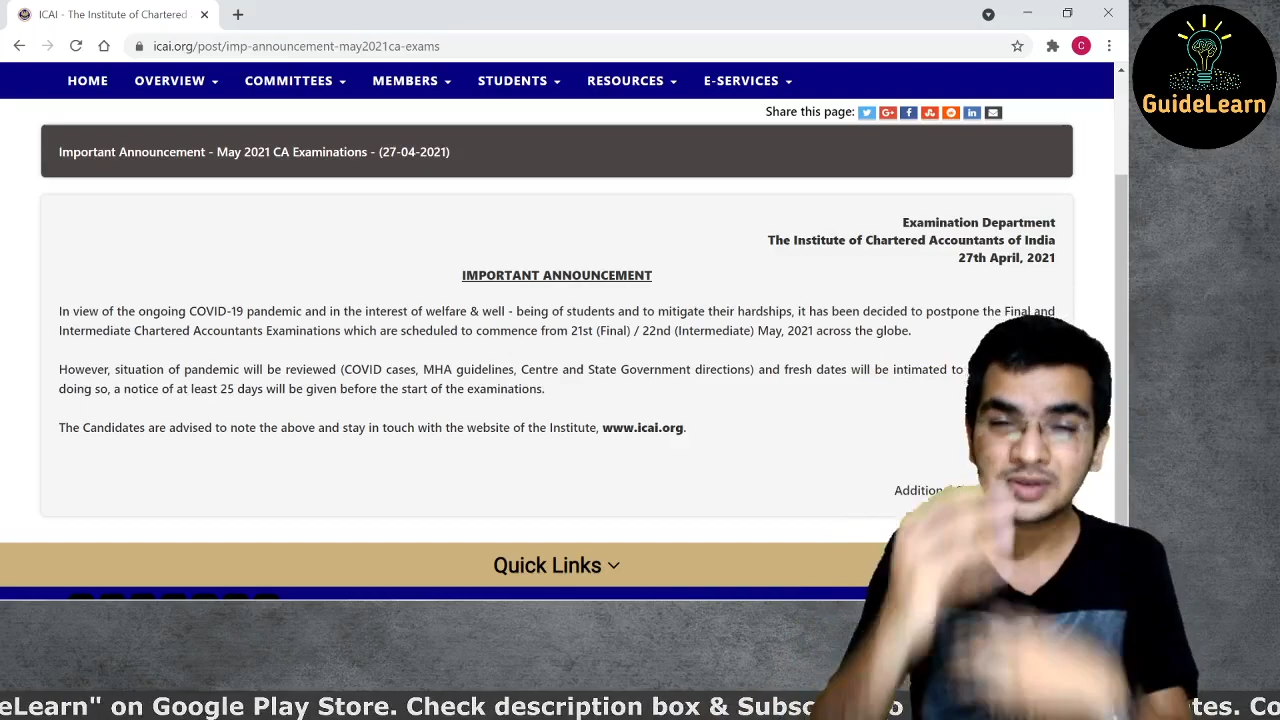 ICAI - The Institute of Chartered
icai.org/post/imp-announcement-may2021ca-exams
C
GuideLearn
HOME OVERVIEW COMMITTEES MEMBERS STUDENTS RESOURCES E-SERVICES
Share this page:
Important Announcement - May 2021 CA Examinations - (27-04-2021)
Examination Department
The Institute of Chartered Accountants of India
27th April, 2021
IMPORTANT ANNOUNCEMENT
In view of the ongoing COVID-19 pandemic and in the interest of welfare & well - being of students and to mitigate their hardships, it has been decided to postpone the Final and
Intermediate Chartered Accountants Examinations which are scheduled to commence from 21st (Final) / 22nd (Intermediate) May, 2021 across the globe.
However, situation of pandemic will be reviewed (COVID cases, MHA guidelines, Centre and State Government directions) and fresh dates will be intimated to
doing so, a notice of at least 25 days will be given before the start of the examinations.
The Candidates are advised to note the above and stay in touch with the website of the Institute, www.icai.org.
Quick Links
eLearn" on Google Play Store. Check description box & Subsc